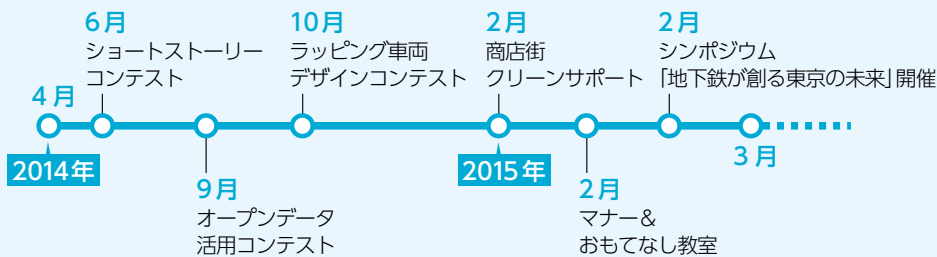 4月
2014年
6月
ショートストーリー
コンテスト
9月
オープンデータ
活用コンテスト
10月
ラッピング車両
デザインコンテスト
2月
商店街
クリーンサポート
2015年
2月
マナー&
おもてなし教室
2月
シンポジウム
「地下鉄が創る東京の未来」開催
3月